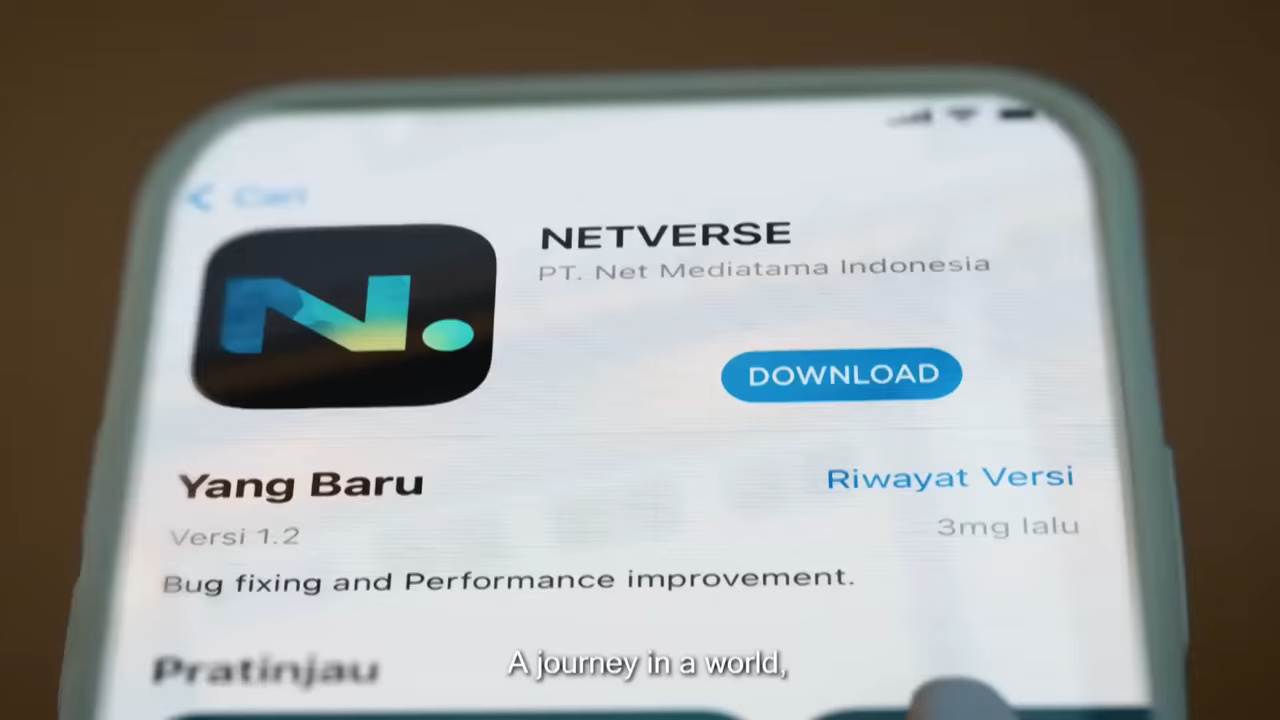 Cari
N.
NETVERSE
PT. Net Mediatama Indonesia
DOWNLOAD
Yang Baru
Riwayat Versi
Versi 1.2
3mg lalu
Bug fixing and Performance improvement.
Pratinjau
A journey in a world,